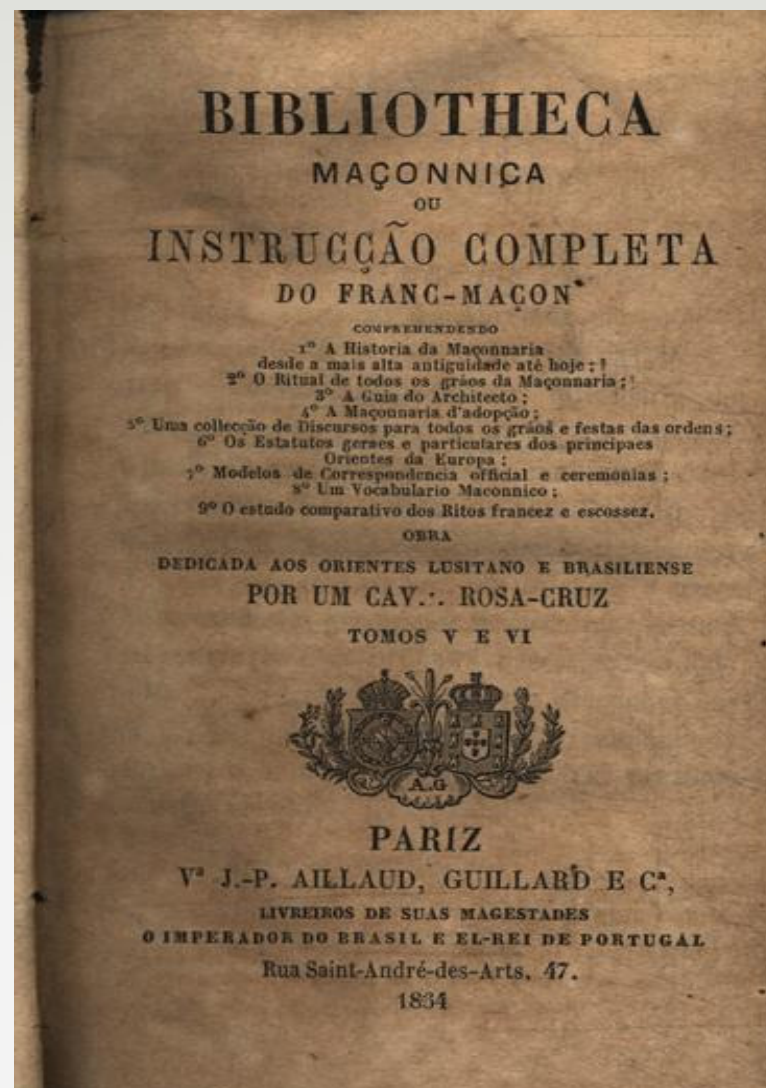 BIBLIOTHECA
MAÇONNIÇA
OU
INSTRUCÇÃO COMPLETA
DO FRANC-MAÇON
COMPREHENDENDO
1º A Historia da Maçonnaria
desde a mais alta antiguidade até hoje ;
2º O Ritual de todos os gráos da Maçonnaria ;
3º A Guia do Architecto ;
4º A Maçonnaria d'adopção ;
5º Uma collecção de Discursos para todos os gráos e festas das ordens ;
6º Os Estatutos geraes e particulares dos principaes
Orientes da Europa ;
7º Modelos de Correspondencia official e ceremonias ;
8º Um Vocabulario Maconnico ;
9º O estudo comparativo dos Ritos francez e escossez.
OBRA
DEDICADA AOS ORIENTES LUSITANO E BRASILIENSE
POR UM CAV.·. ROSA-CRUZ
TOMOS V E VI
A.G
PARIZ
Vª J.-P. AILLAUD, GUILLARD E Cª,
LIVREIROS DE SUAS MAGESTADES
O IMPERADOR DO BRASIL E EL-REI DE PORTUGAL
Rua Saint-André-des-Arts, 47.
1834